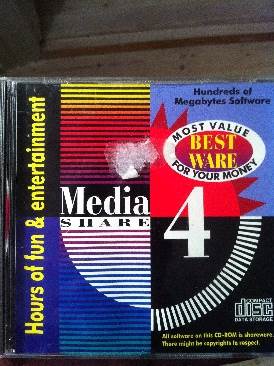 Hours of fun & entertainment
Hundreds of
Megabytes Software
MOST VALUE
BEST
WARE
FOR YOUR MONEY
Media
SHARE
4
COMPACT
disc
DATA STORAGE
All software on this CD-ROM is shareware.
There might be copyrights to respect.